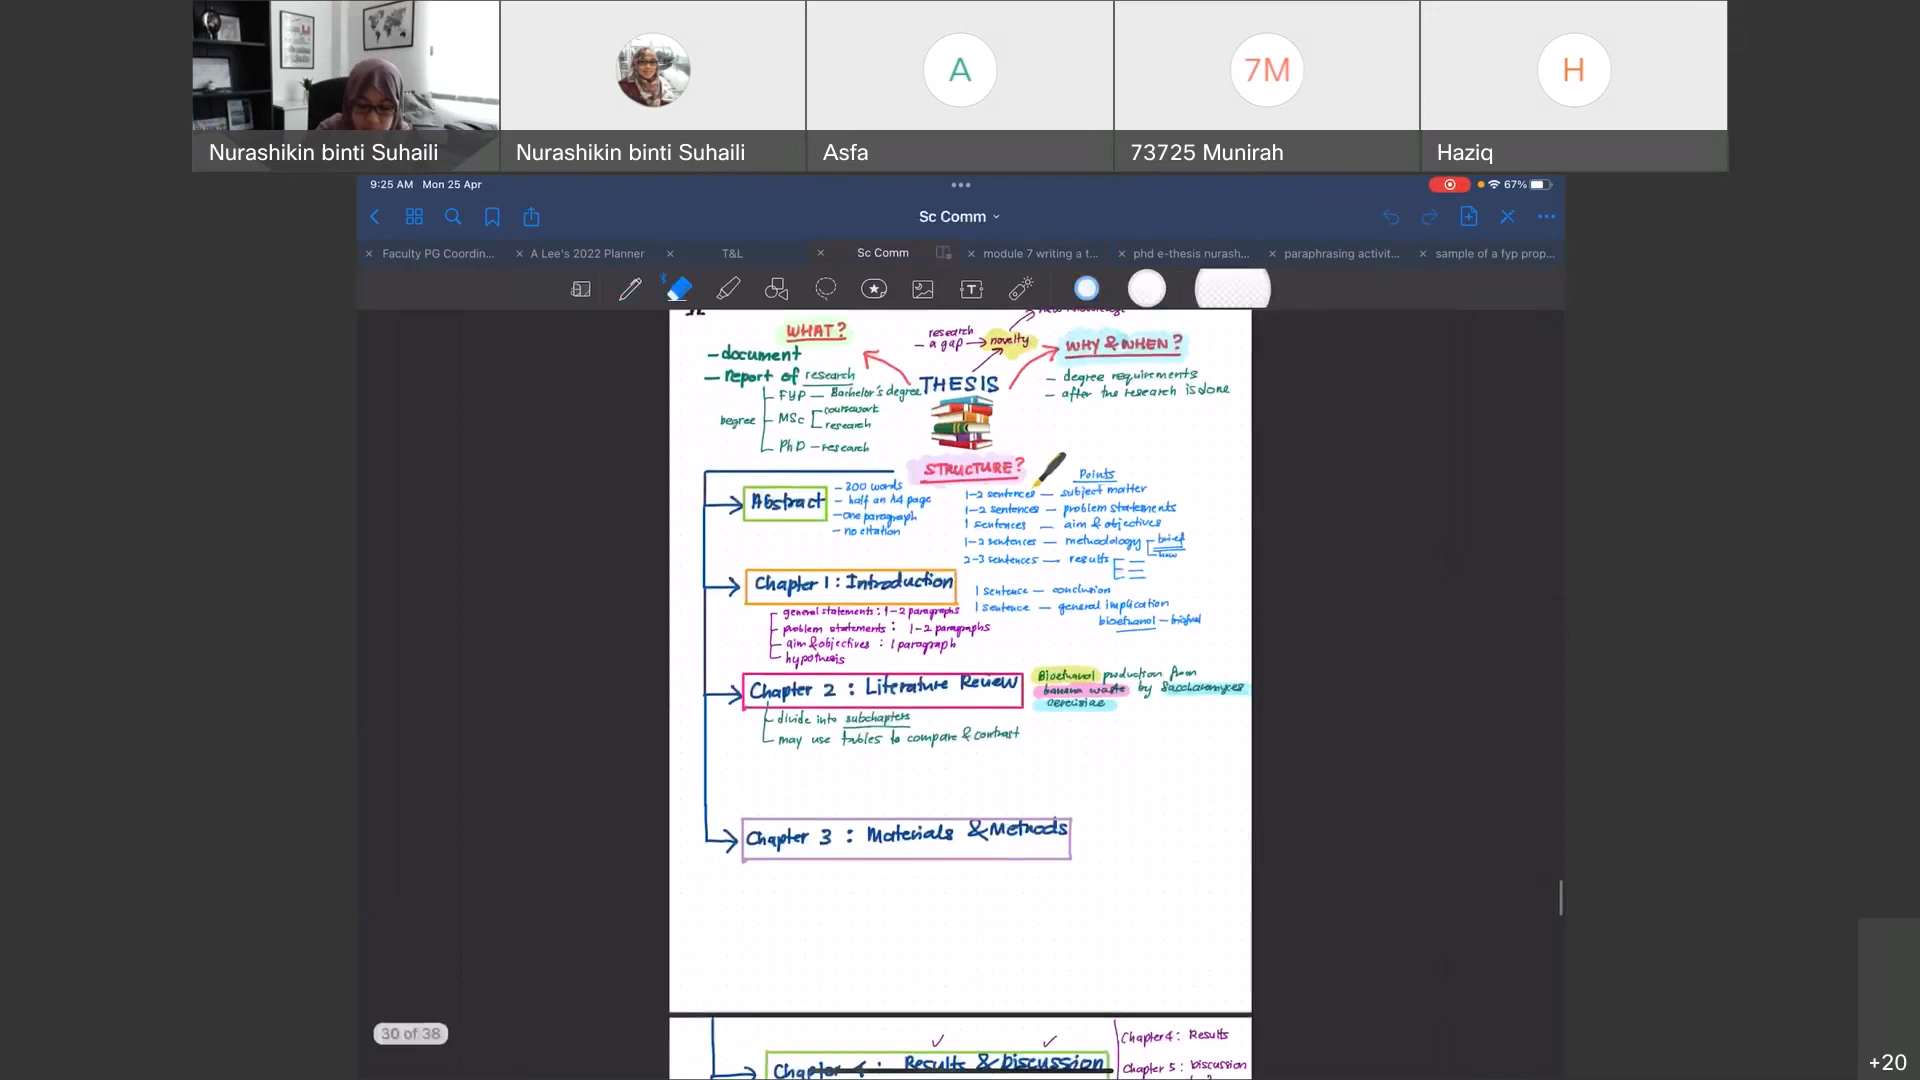 A
7M
H
Nurashikin binti Suhaili
Nurashikin binti Suhaili
Asfa
73725 Munirah
Haziq
9:25 AM Mon 25 Apr
67%
Sc Comm
Faculty PG Coordin...
A Lee's 2022 Planner
T&L
Sc Comm
module 7 writing a t...
phd e-thesis nurash...
paraphrasing activit...
sample of a fyp prop...
WHAT?
- document
- report of research
Degree
FYP - Bachelor's degree
MSc
coursework
research
PhD - research
research
- a gap → novelty
THESIS
WHY & WHEN?
- degree requirements
- after the research is done
STRUCTURE?
Abstract
- 200 words
- half an A4 page
- one paragraph
- no citation
Points
1-2 sentences - subject matter
1-2 sentences - problem statements
1 sentences - aim & objectives
1-2 sentences - methodology
brief
how
2-3 sentences - results
1 sentence - conclusion
1 sentence - general implication
bioethanol - biofuel
Chapter 1 : Introduction
general statements : 1-2 paragraphs
problem statements : 1-2 paragraphs
aim & objectives : 1 paragraph
hypothesis
Chapter 2 : Literature Review
divide into subchapters
may use tables to compare & contrast
Bioethanol production from
banana waste by Saccharomyces
Chapter 3 : Materials & Methods
30 of 38
Results & Discussion
Chapter 4 : Results
Chapter 5 : Discussion
+20